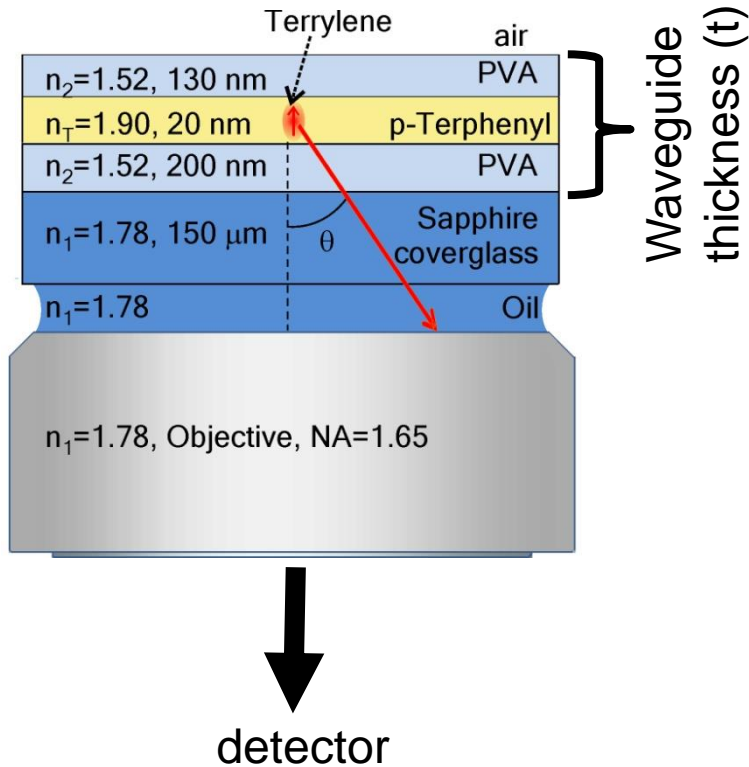 Terrylene
air
n₂=1.52, 130 nm PVA
n_T=1.90, 20 nm p-Terphenyl
n₂=1.52, 200 nm PVA
n₁=1.78, 150 μm
Sapphire
coverglass
θ
n₁=1.78 Oil
n₁=1.78, Objective, NA=1.65
detector
Waveguide
thickness (t)